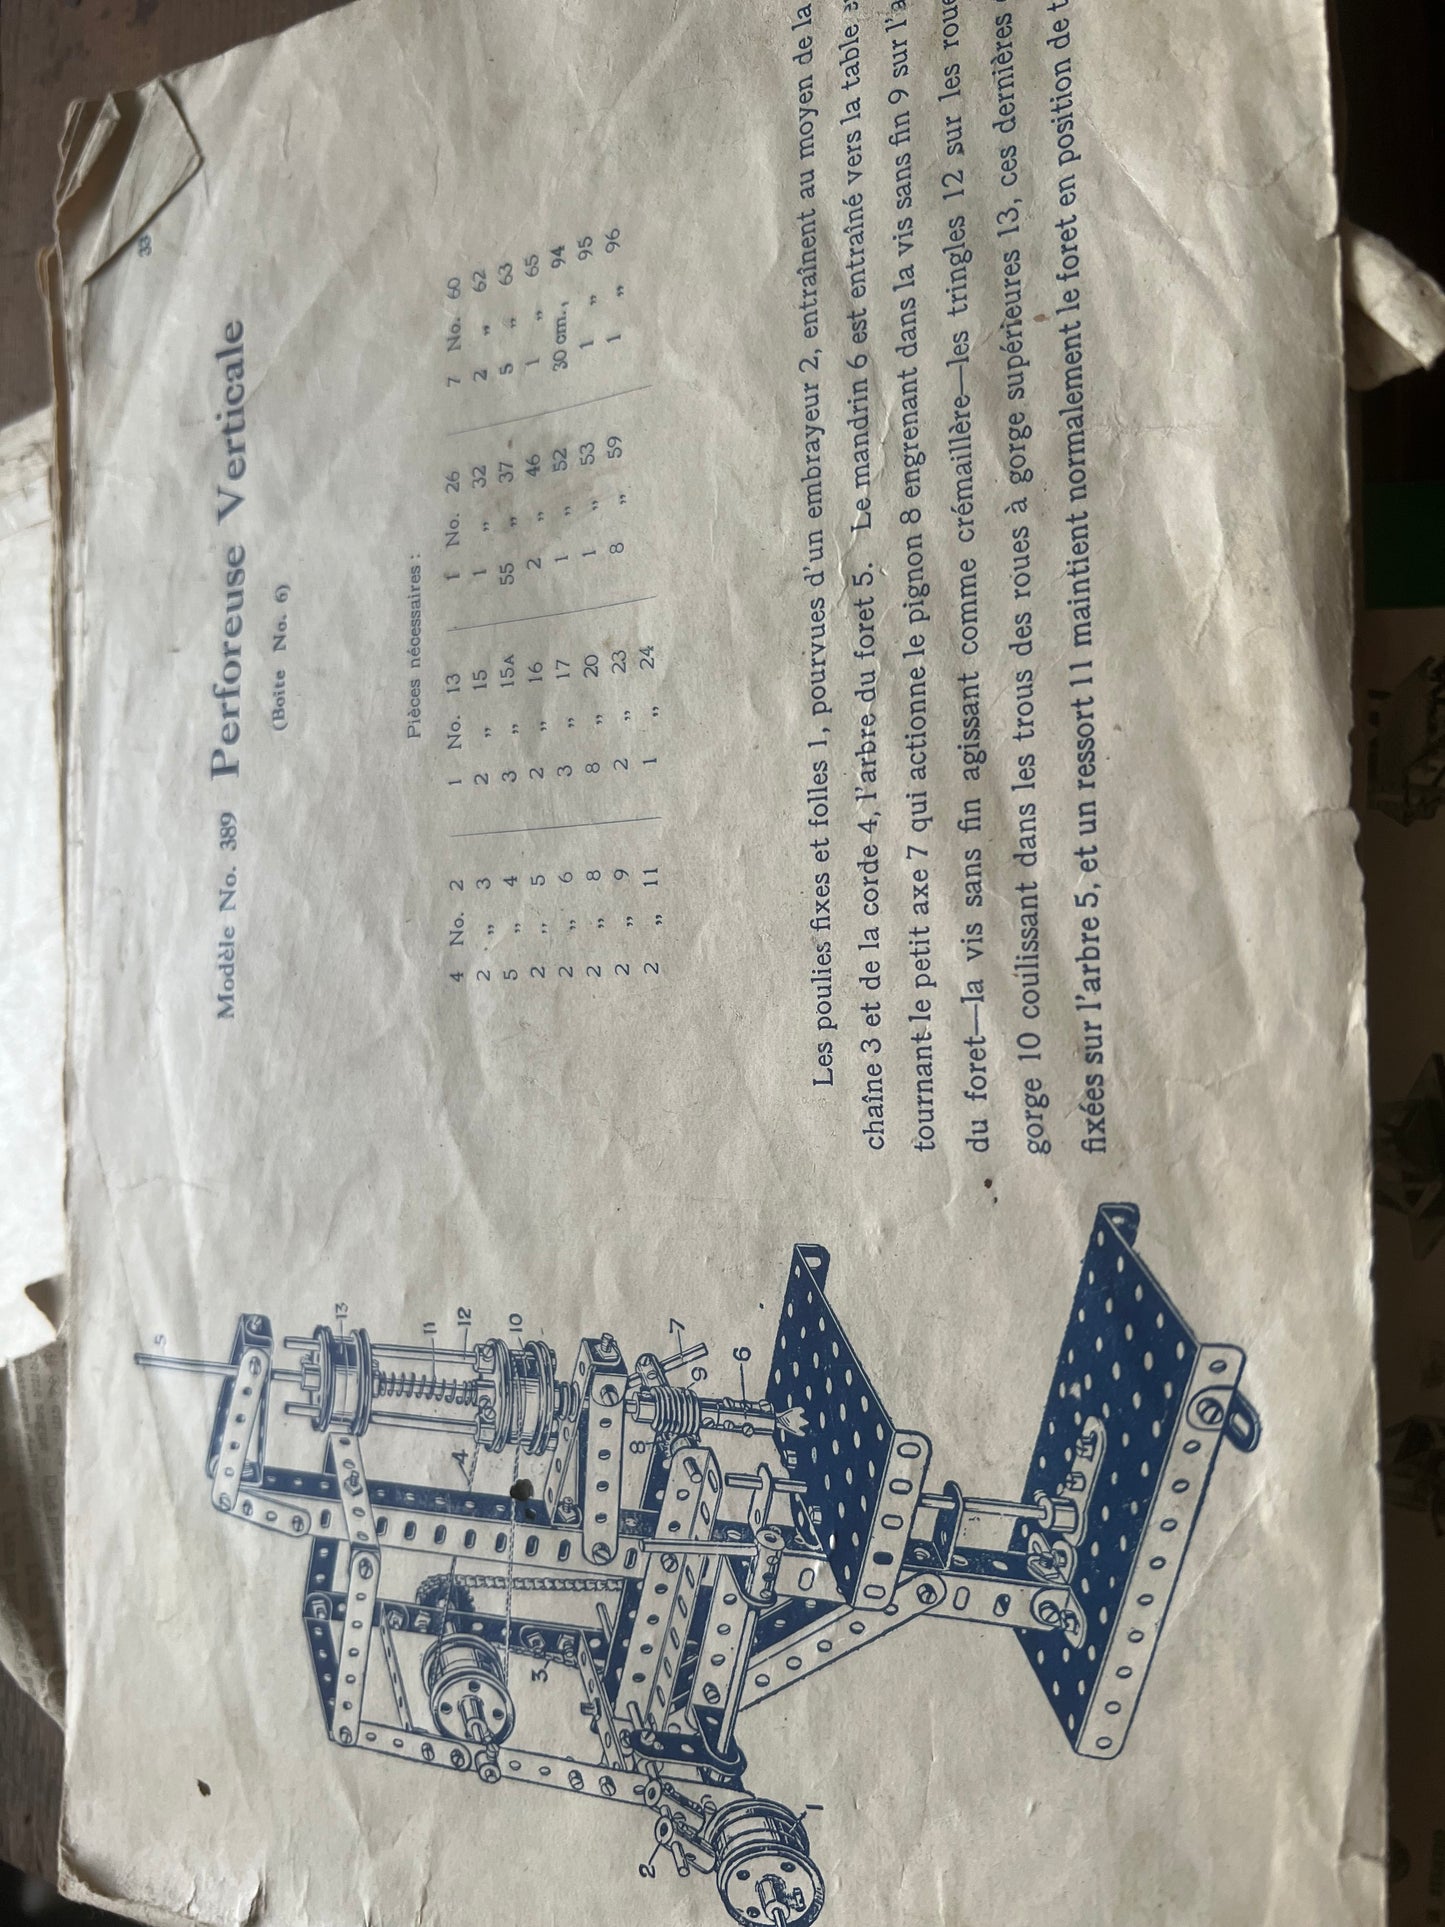 33
Modèle No. 389 Perforeuse Verticale
(Boite No. 6)
Pièces nécessaires :
4 No. 2
2 „ 3
5 „ 4
2 „ 5
2 „ 6
2 „ 8
2 „ 9
2 „ 11
1 No. 13
2 „ 15
3 „ 15A
2 „ 16
3 „ 17
8 „ 20
2 „ 23
1 „ 24
1 No. 26
1 „ 32
55 „ 37
2 „ 46
1 „ 52
1 „ 53
8 „ 59
7 No. 60
2 „ 62
5 „ 63
1 „ 65
30 cm., 94
1 „ 95
1 „ 96
Les poulies fixes et folles 1, pourvues d'un embrayeur 2, entraînent au moyen de la
chaîne 3 et de la corde 4, l'arbre du foret 5. Le mandrin 6 est entraîné vers la table
tournant le petit axe 7 qui actionne le pignon 8 engrenant dans la vis sans fin 9 sur l'a
du foret—la vis sans fin agissant comme crémaillère—les tringles 12 sur les roue
gorge 10 coulissant dans les trous des roues à gorge supérieures 13, ces dernières
fixées sur l'arbre 5, et un ressort 11 maintient normalement le foret en position de t
5
13
11
12
10
4
7
9
6
8
3
2
1